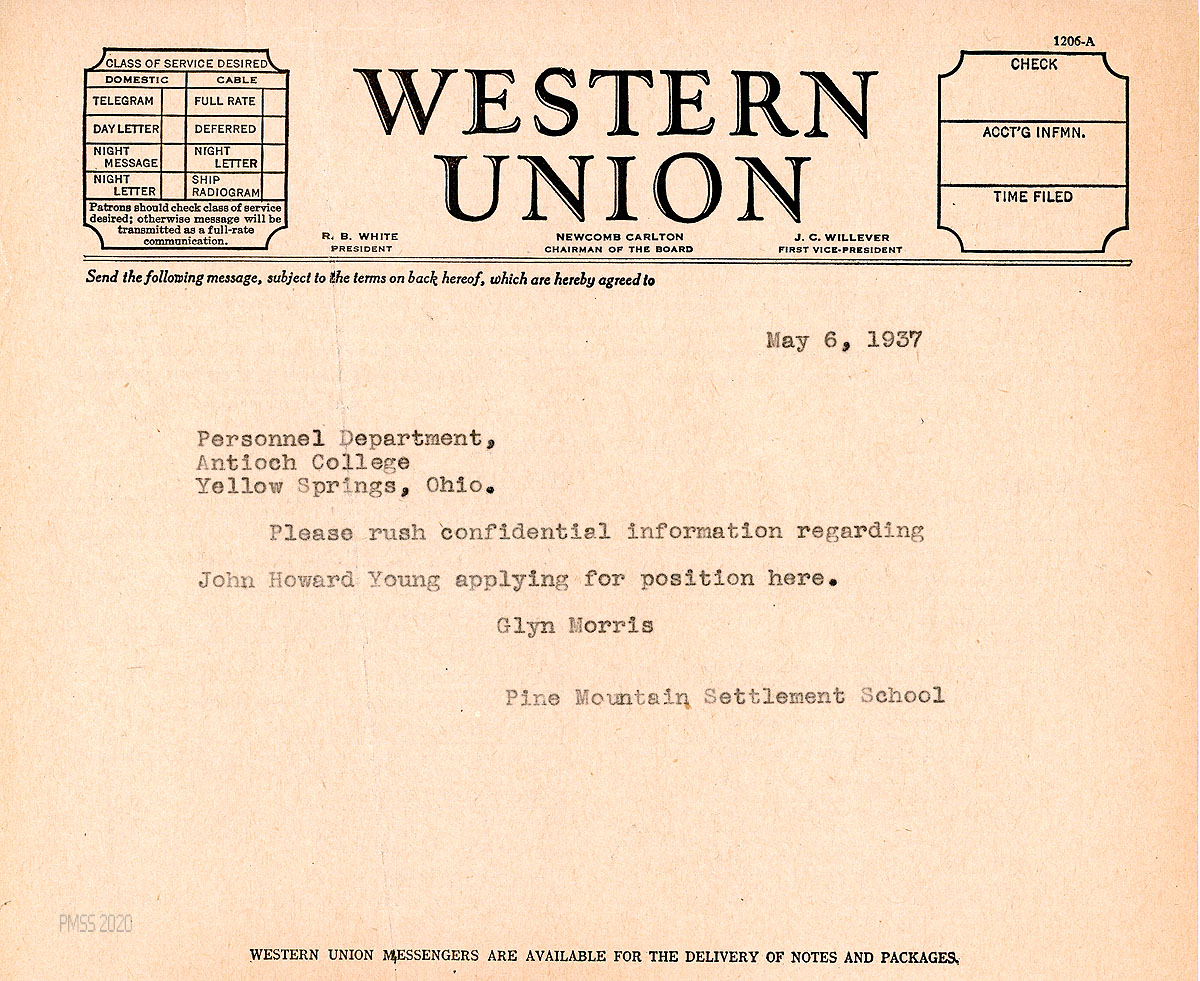 1206-A
CLASS OF SERVICE DESIRED
DOMESTIC CABLE
TELEGRAM FULL RATE
DAY LETTER DEFERRED
NIGHT MESSAGE NIGHT LETTER
NIGHT LETTER SHIP RADIOGRAM
Patrons should check class of service
desired; otherwise message will be
transmitted as a full-rate
communication.
WESTERN
UNION
R. B. WHITE
PRESIDENT
NEWCOMB CARLTON
CHAIRMAN OF THE BOARD
J. C. WILLEVER
FIRST VICE-PRESIDENT
CHECK
ACCT'G INFMN.
TIME FILED
Send the following message, subject to the terms on back hereof, which are hereby agreed to
May 6, 1937
Personnel Department,
Antioch College
Yellow Springs, Ohio.
Please rush confidential information regarding
John Howard Young applying for position here.
Glyn Morris
Pine Mountain Settlement School
PMSS 2020
WESTERN UNION MESSENGERS ARE AVAILABLE FOR THE DELIVERY OF NOTES AND PACKAGES.